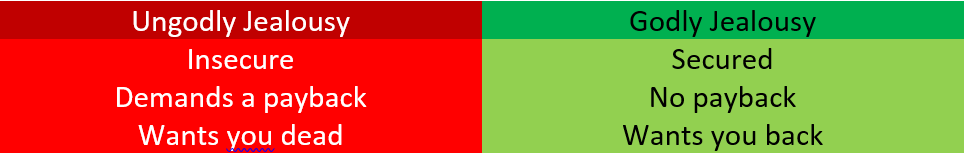 Ungodly Jealousy Godly Jealousy
Insecure Secured
Demands a payback No payback
Wants you dead Wants you back